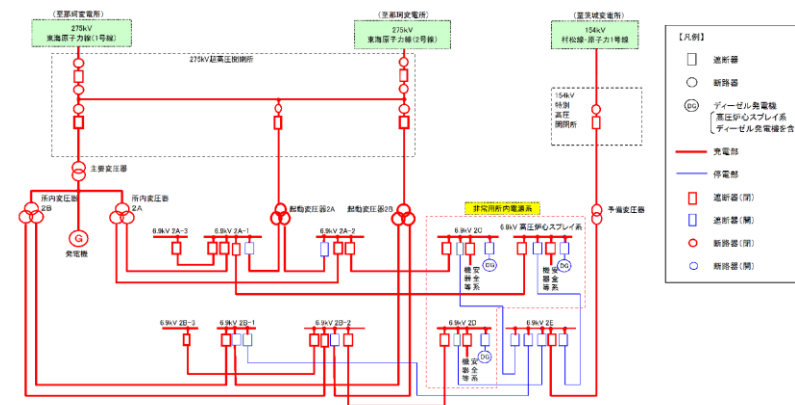 (至那珂変電所)
275kV
東海原子力線(1号線)
(至那珂変電所)
275kV
東海原子力線(2号線)
(至茨城変電所)
154kV
村松線・原子力1号線
275kV超高圧開閉所
154kV
特別
高圧
開閉所
【凡例】
遮断器
断路器
DG
ディーゼル発電機
高圧炉心スプレイ系
ディーゼル発電機を含
充電部
停電部
遮断器(閉)
遮断器(開)
断路器(閉)
断路器(開)
主要変圧器
所内変圧器
2B
所内変圧器
2A
起動変圧器2A
起動変圧器2B
予備変圧器
G
発電機
非常用所内電源系
6.9kV 2A-3
6.9kV 2A-1
6.9kV 2A-2
6.9kV 2C
6.9kV 高圧炉心スプレイ系
DG
安全系
機器等
DG
安全系
機器等
6.9kV 2B-3
6.9kV 2B-1
6.9kV 2B-2
6.9kV 2D
6.9kV 2E
DG
安全系
機器等